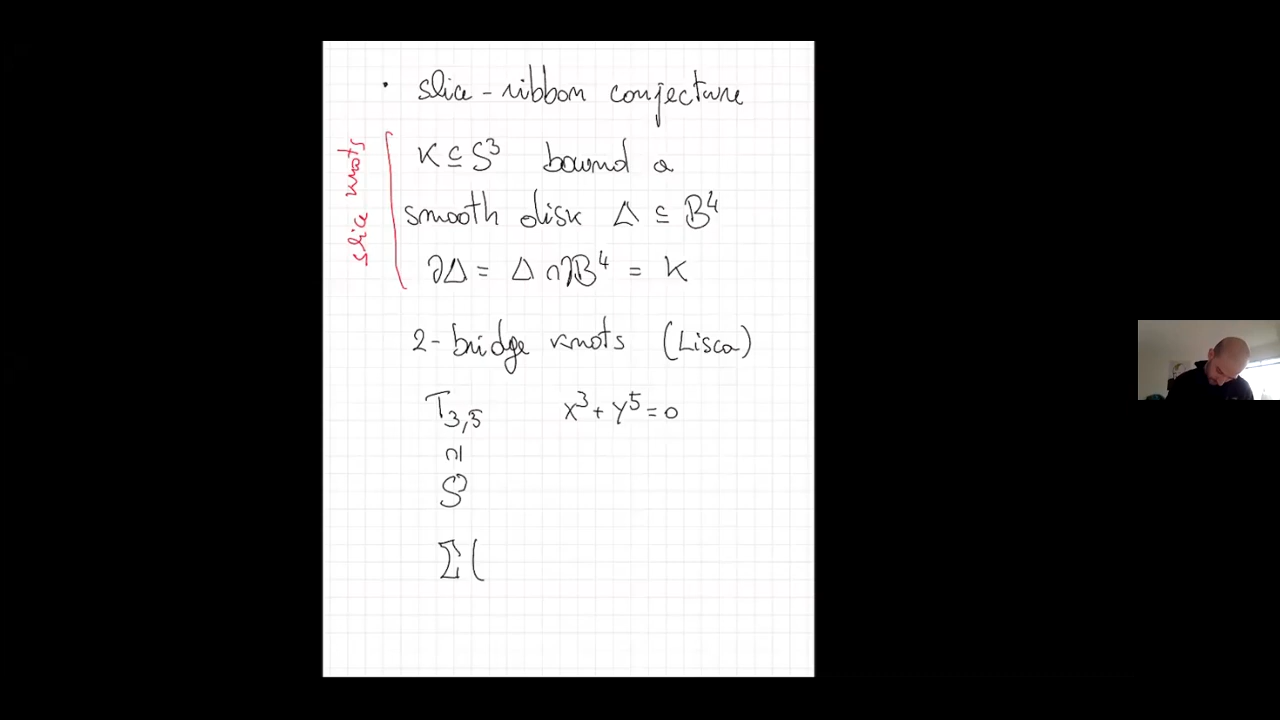 · slice - ribbon conjecture
slice knots
K ⊆ S³ bound a
smooth disk Δ ⊆ B⁴
∂Δ = Δ ∩ ∂B⁴ = K
2 - bridge knots (Lisca)
T₃,₅ x³ + y⁵ = 0
∩|
S³
Σ (